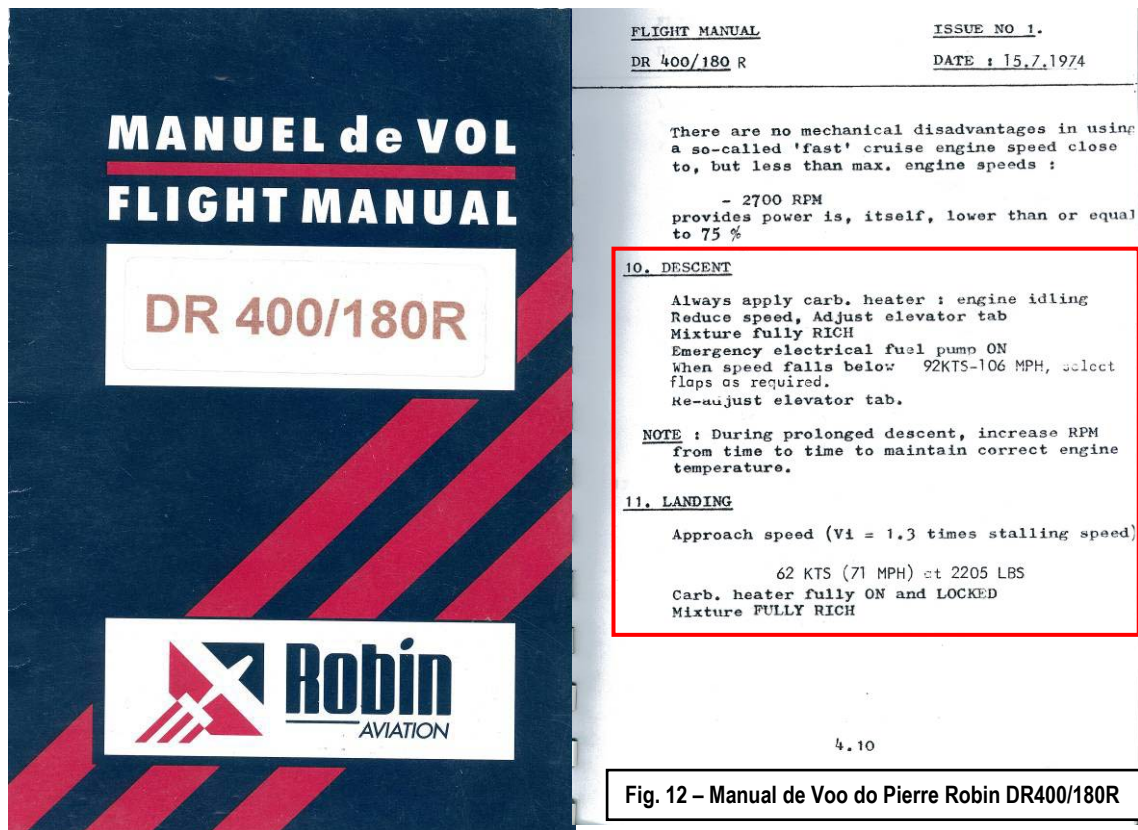 MANUEL de VOL
FLIGHT MANUAL
DR 400/180R
Robin
AVIATION
FLIGHT MANUAL
ISSUE NO 1.
DR 400/180 R
DATE : 15.7.1974
There are no mechanical disadvantages in using
a so-called 'fast' cruise engine speed close
to, but less than max. engine speeds :
- 2700 RPM
provides power is, itself, lower than or equal
to 75 %
10. DESCENT
Always apply carb. heater : engine idling
Reduce speed, Adjust elevator tab
Mixture fully RICH
Emergency electrical fuel pump ON
When speed falls below 92KTS-106 MPH, select
flaps as required.
Re-adjust elevator tab.
NOTE : During prolonged descent, increase RPM
from time to time to maintain correct engine
temperature.
11. LANDING
Approach speed (Vi = 1.3 times stalling speed)
62 KTS (71 MPH) at 2205 LBS
Carb. heater fully ON and LOCKED
Mixture FULLY RICH
4.10
Fig. 12 – Manual de Voo do Pierre Robin DR400/180R